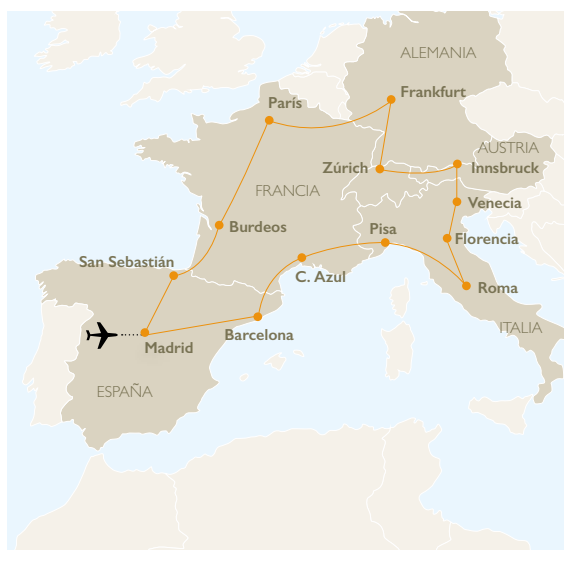 ALEMANIA
Frankfurt
París
AUSTRIA
Zúrich
Innsbruck
FRANCIA
Venecia
Burdeos
Pisa
Florencia
San Sebastián
C. Azul
Roma
Barcelona
ITALIA
Madrid
ESPAÑA